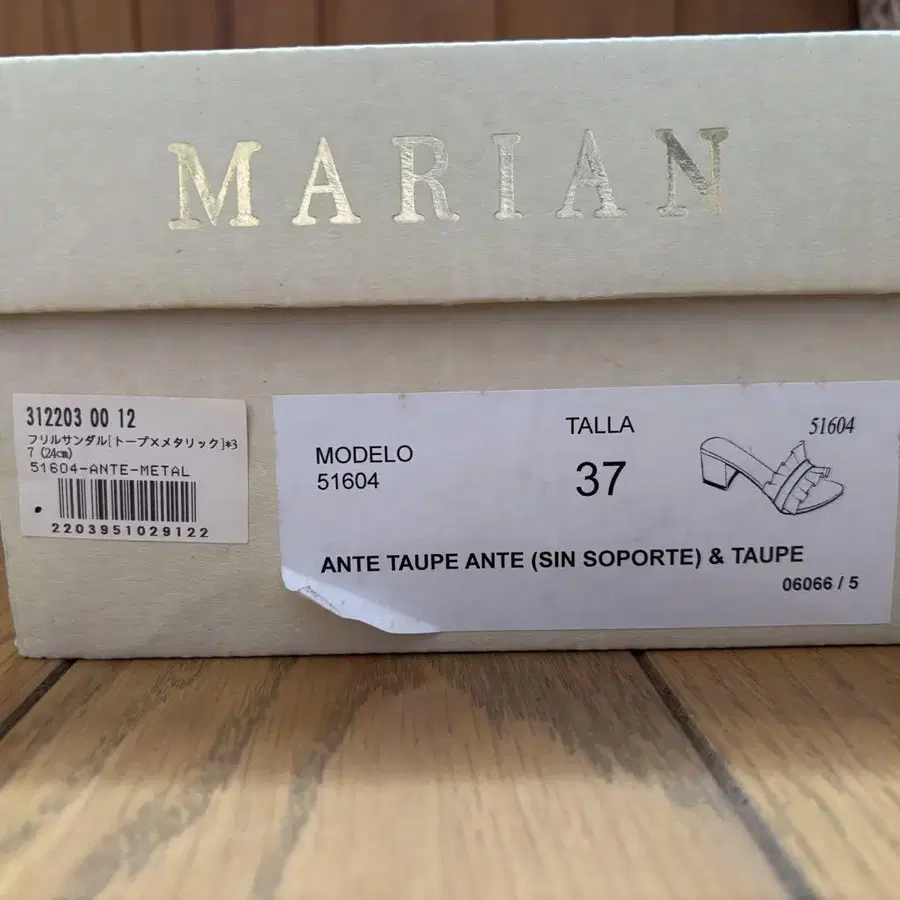 MARIAN
312203 00 12
フリルサンダル[トープ×メタリック]*3
7 (24㎝)
51604-ANTE-METAL
2203951029122
MODELO
51604
TALLA
37
51604
ANTE TAUPE ANTE (SIN SOPORTE) & TAUPE
06066 / 5